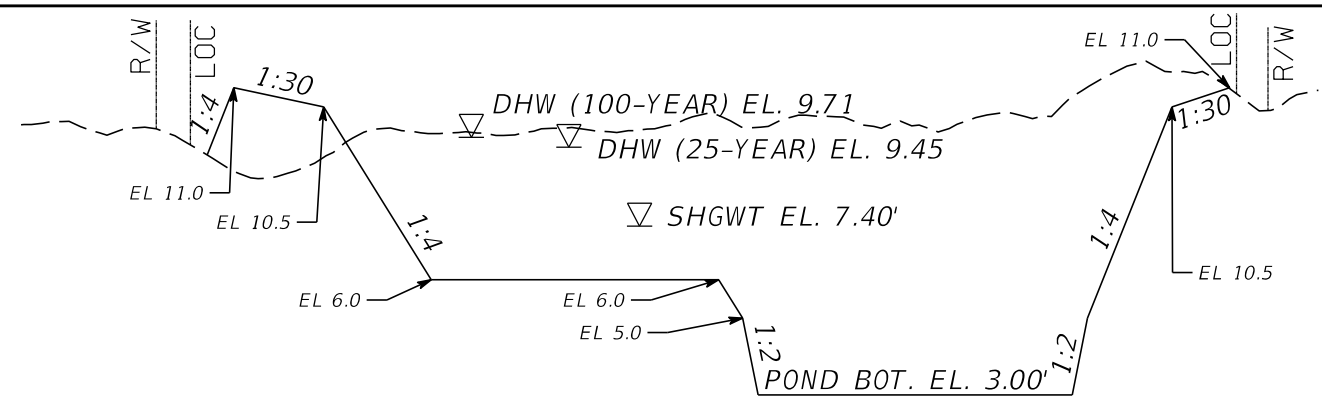 R/W
LOC
1:4
1:30
EL 11.0
EL 10.5
1:4
DHW (100-YEAR) EL. 9.71
DHW (25-YEAR) EL. 9.45
SHGWT EL. 7.40'
EL 6.0
EL 6.0
EL 5.0
1:2
POND BOT. EL. 3.00'
1:2
1:4
EL 11.0
LOC
R/W
1:30
EL 10.5